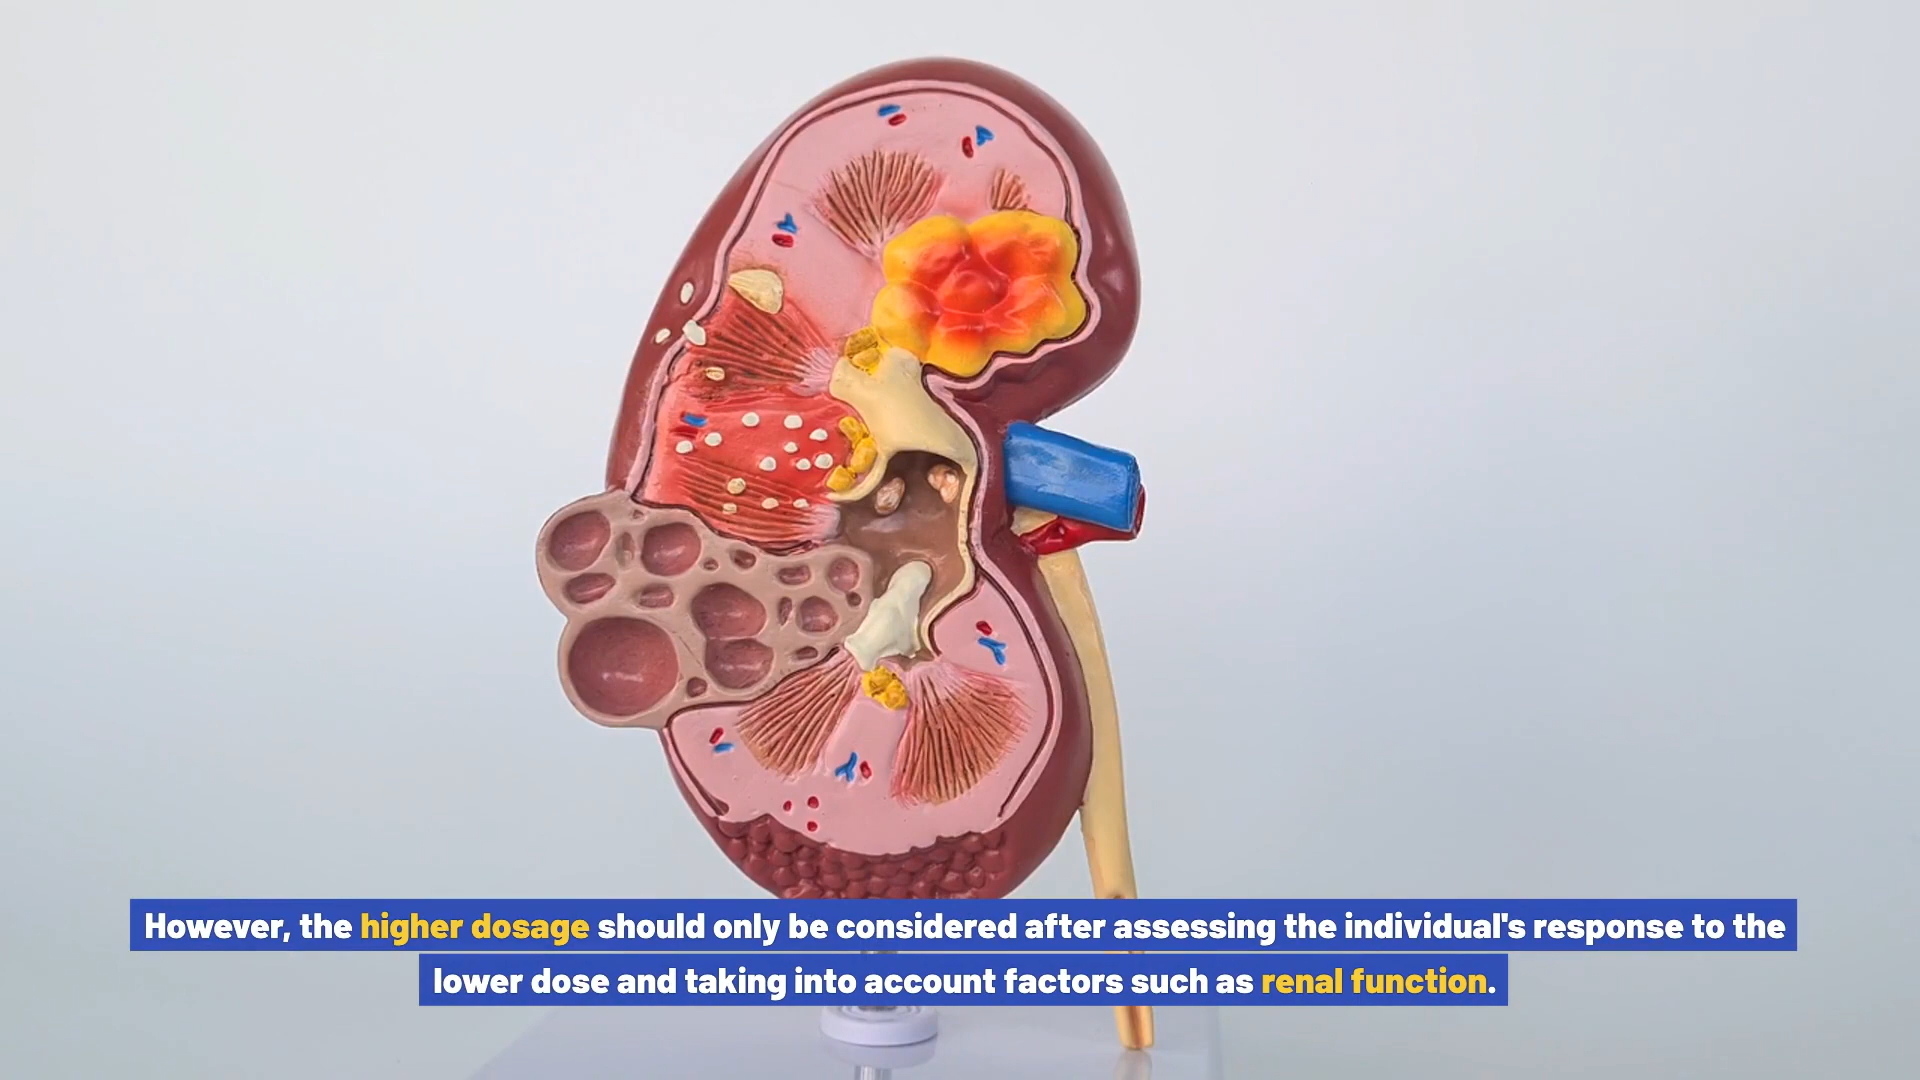 However, the higher dosage should only be considered after assessing the individual's response to the
lower dose and taking into account factors such as renal function.